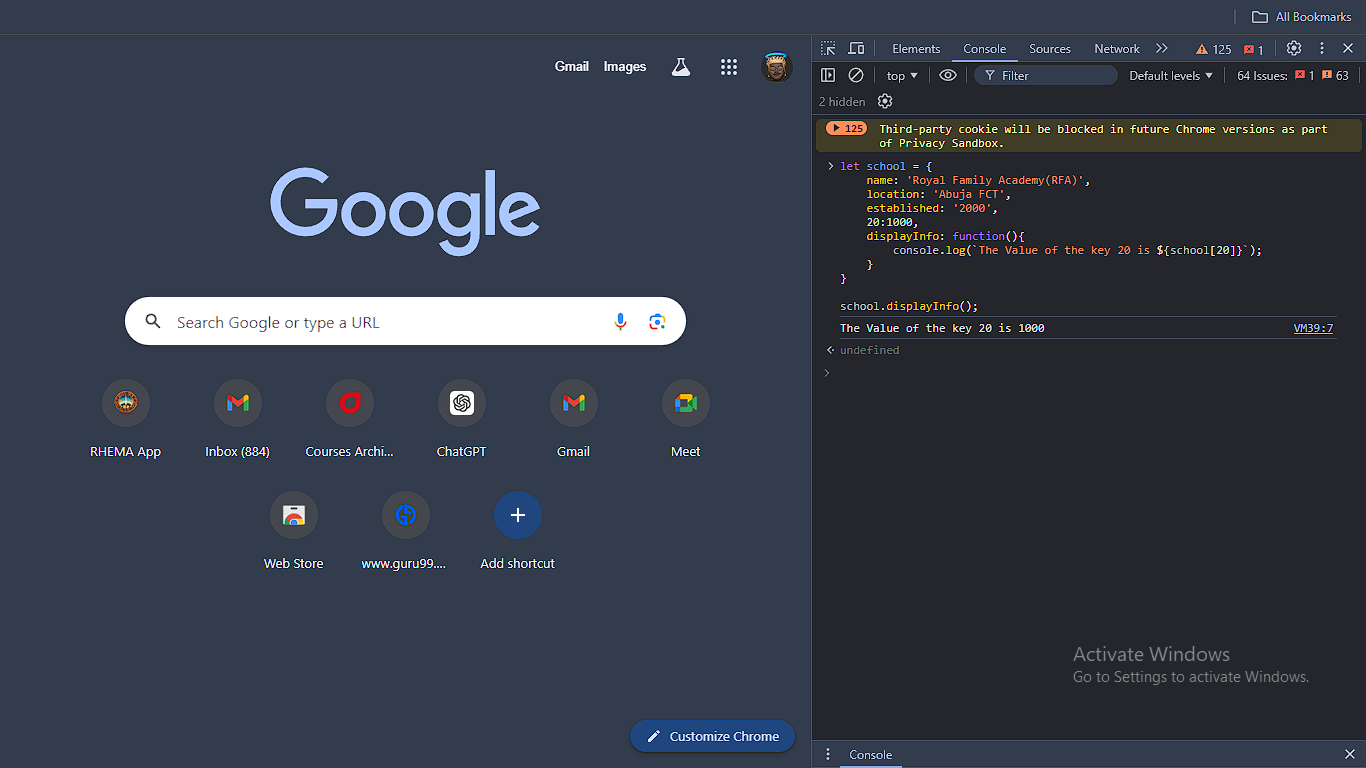 All Bookmarks
Gmail Images
Google
Search Google or type a URL
RHEMA App Inbox (884) Courses Archi... ChatGPT Gmail Meet
Web Store www.guru99.... Add shortcut
Customize Chrome
Elements Console Sources Network 125 1
top Filter Default levels 64 Issues: 1 63
2 hidden
125 Third-party cookie will be blocked in future Chrome versions as part
of Privacy Sandbox.
let school = {
name: 'Royal Family Academy(RFA)',
location: 'Abuja FCT',
established: '2000',
20:1000,
displayInfo: function(){
console.log(`The Value of the key 20 is ${school[20]}`);
}
}
school.displayInfo();
The Value of the key 20 is 1000 VM39:7
undefined
Activate Windows
Go to Settings to activate Windows.
Console